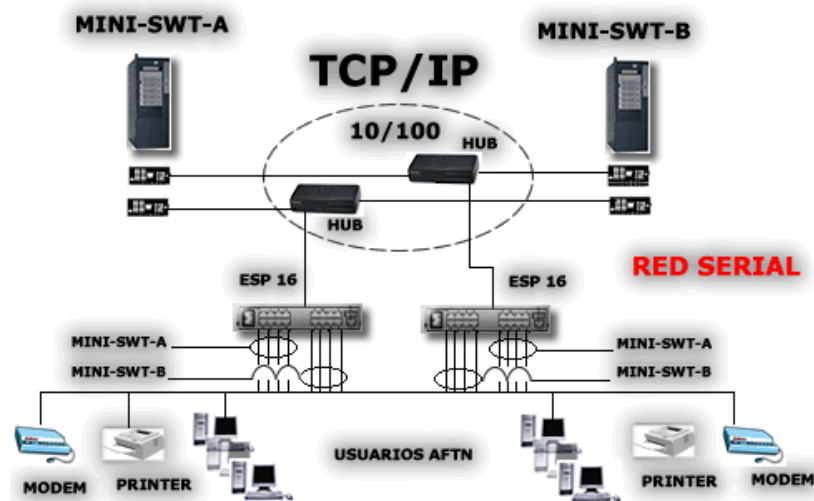 MINI-SWT-A
MINI-SWT-B
TCP/IP
10/100
HUB
HUB
RED SERIAL
ESP 16
ESP 16
MINI-SWT-A
MINI-SWT-A
MINI-SWT-B
MINI-SWT-B
USUARIOS AFTN
MODEM
PRINTER
PRINTER
MODEM